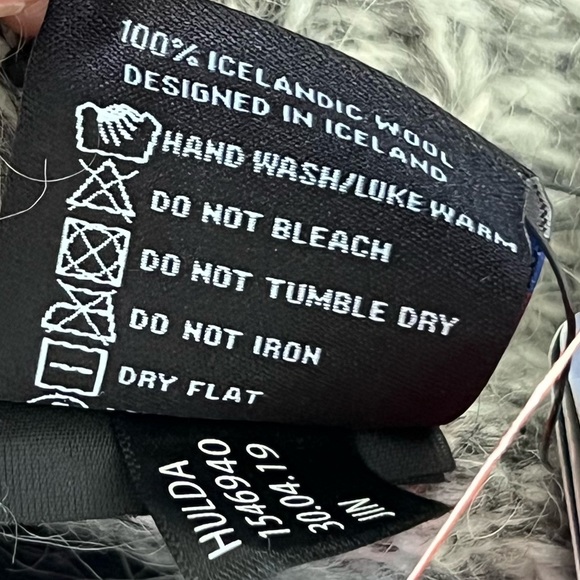 100% ICELANDIC WOOL
DESIGNED IN ICELAND
HAND WASH/LUKE WARM
DO NOT BLEACH
DO NOT TUMBLE DRY
DO NOT IRON
DRY FLAT
HULDA
1546940
30.04.19
JIN